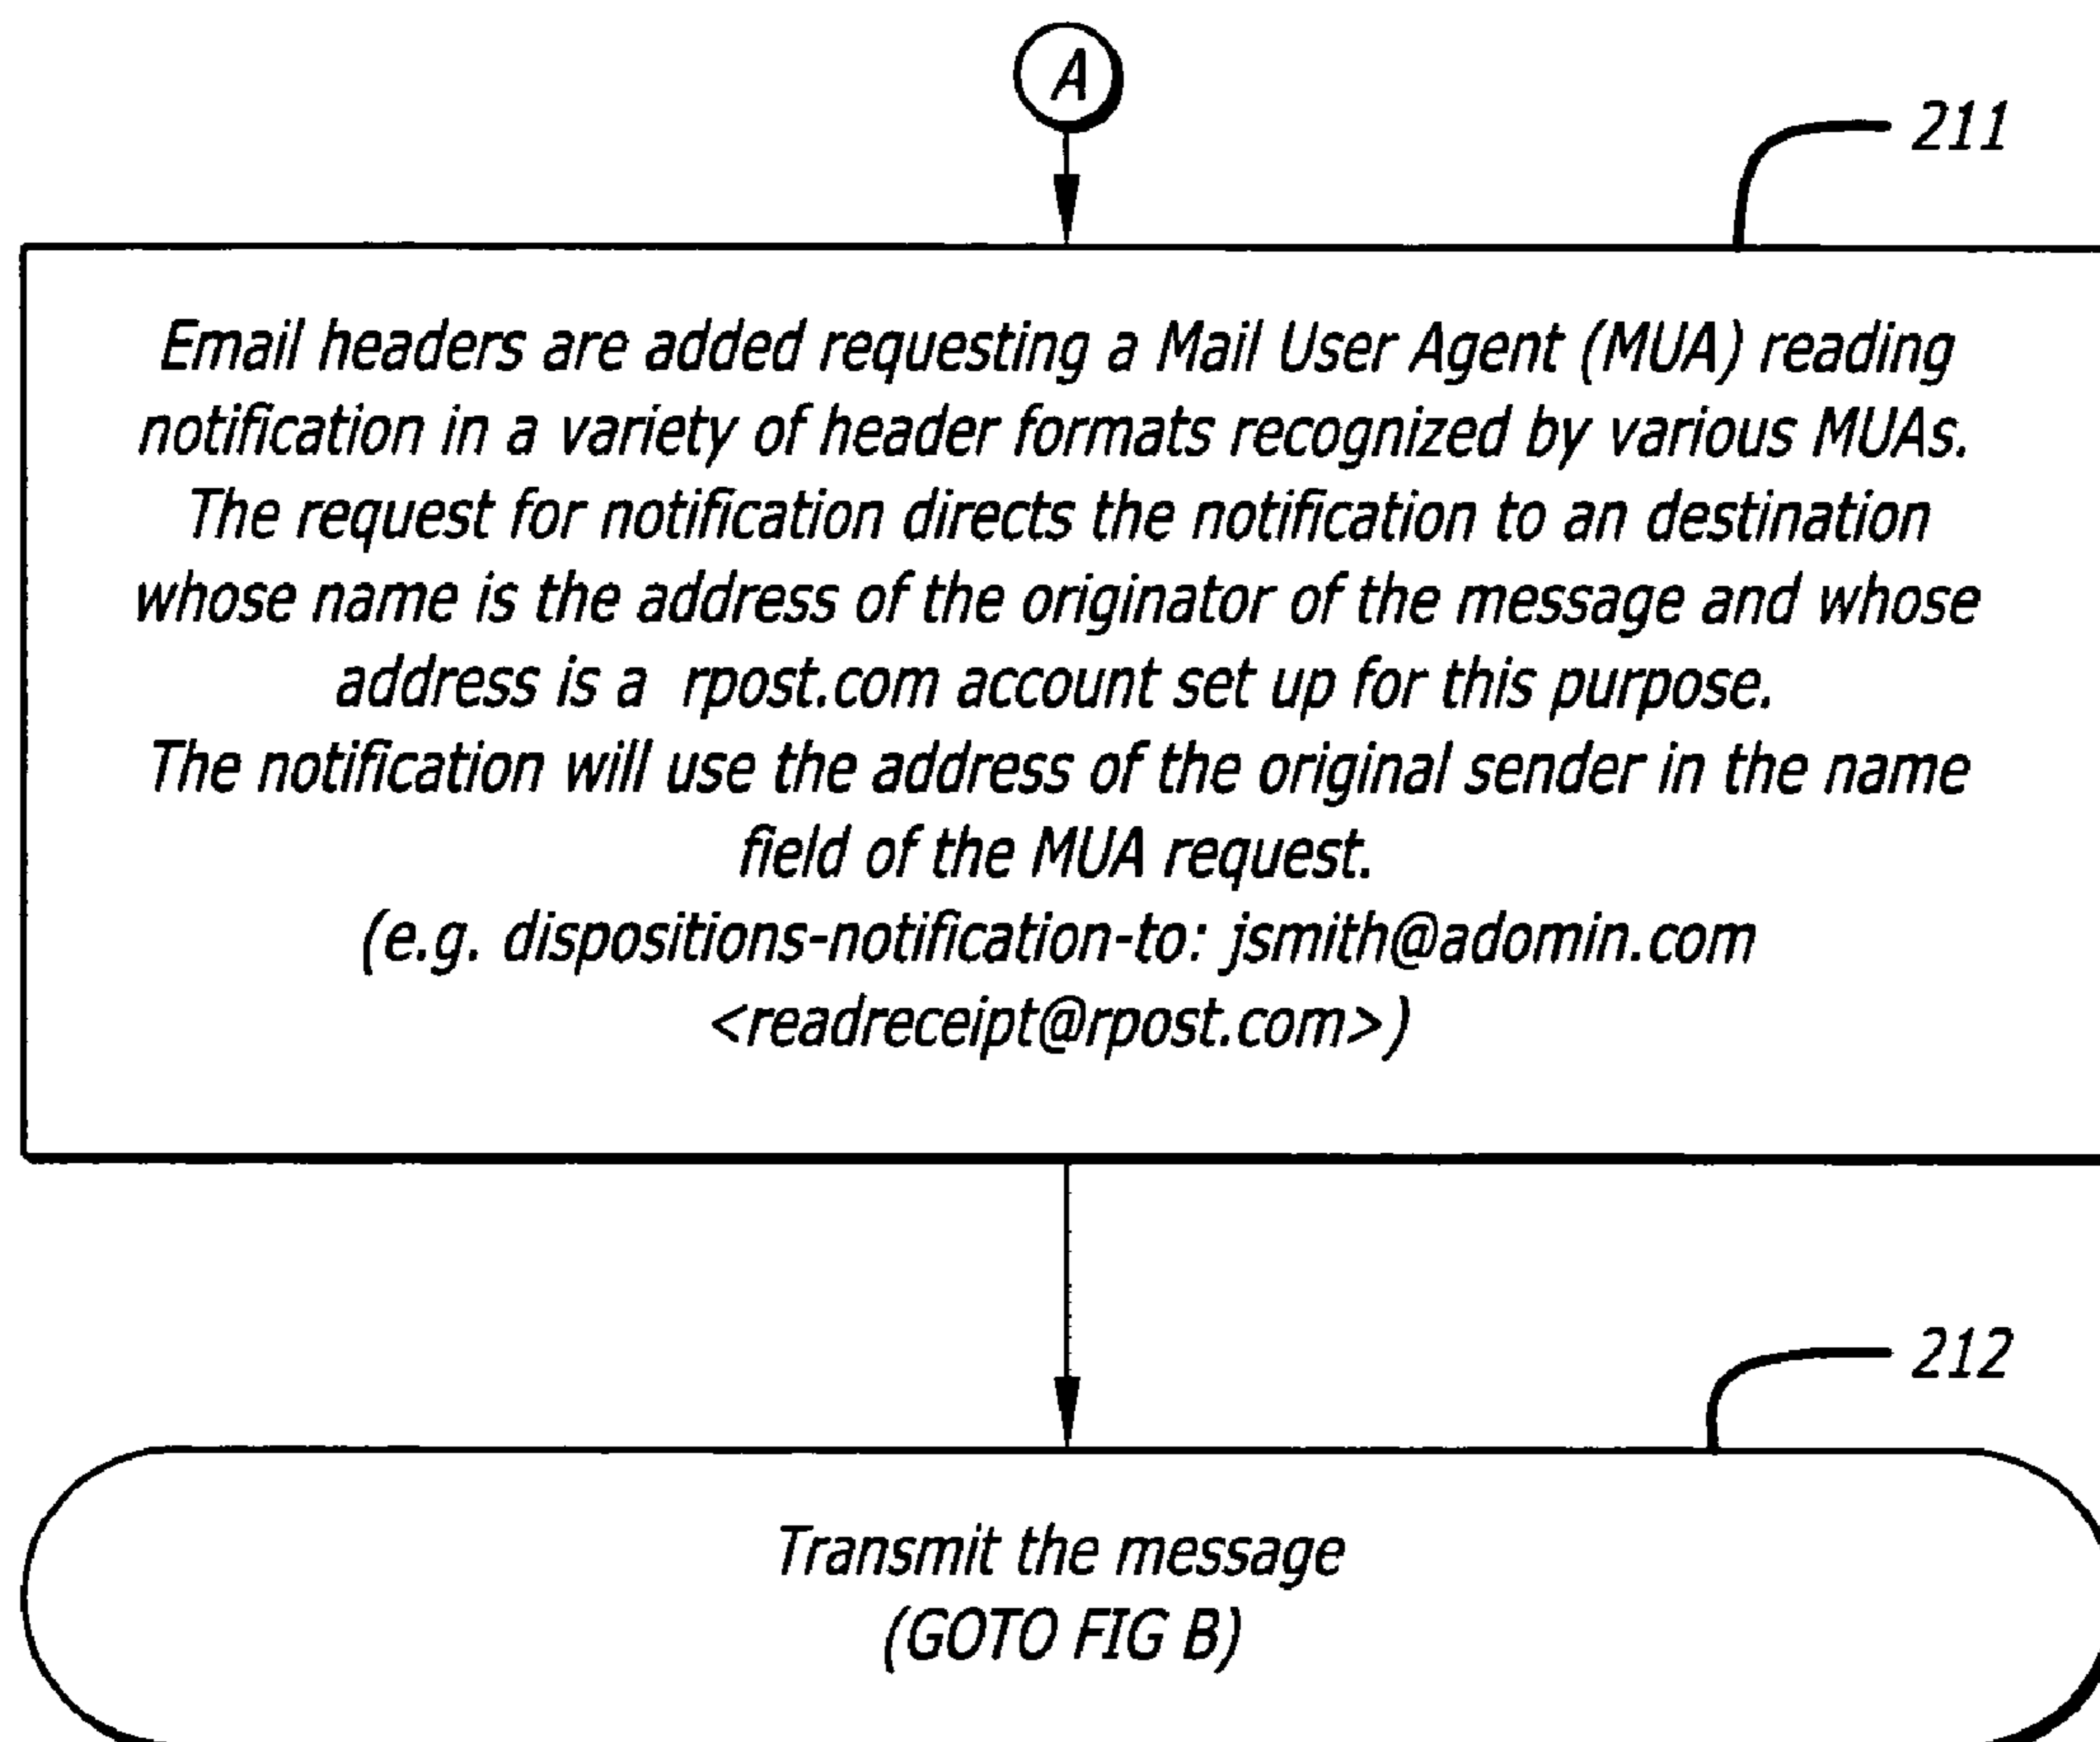 A
211
Email headers are added requesting a Mail User Agent (MUA) reading
notification in a variety of header formats recognized by various MUAs.
The request for notification directs the notification to an destination
whose name is the address of the originator of the message and whose
address is a rpost.com account set up for this purpose.
The notification will use the address of the original sender in the name
field of the MUA request.
(e.g. dispositions-notification-to: jsmith@adomin.com
<readreceipt@rpost.com>)
212
Transmit the message
(GOTO FIG B)